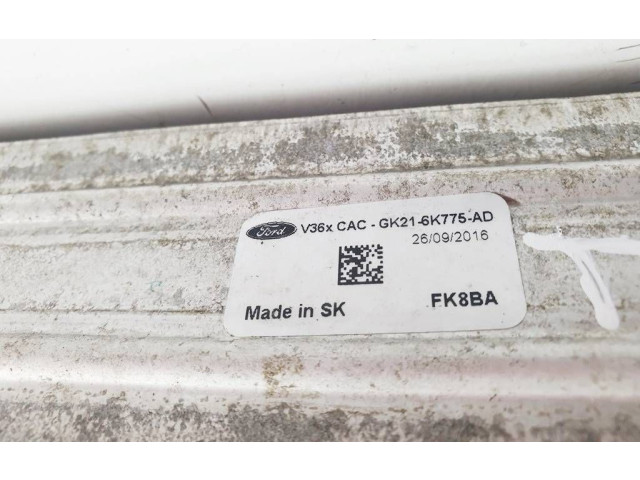 Ford V36x CAC - GK21-6K775-AD
26/09/2016
Made in SK FK8BA